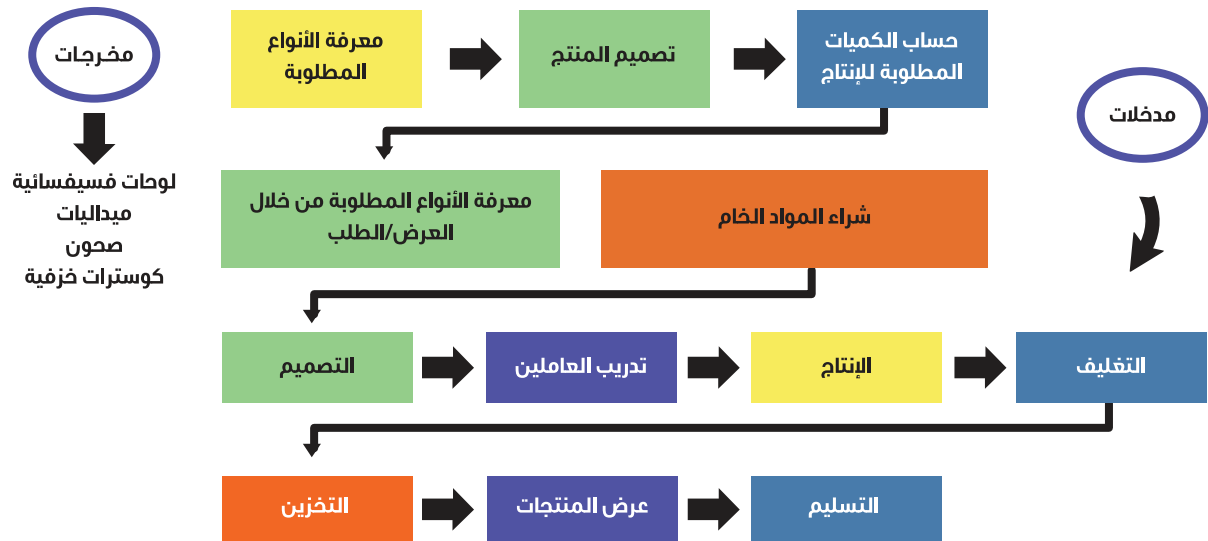 مخرجات
لوحات فسيفسائية
ميداليات
صحون
كوسترات خزفية
معرفة الأنواع
المطلوبة
تصميم المنتج
حساب الكميات
المطلوبة للإنتاج
مدخلات
معرفة الأنواع المطلوبة من خلال
العرض/الطلب
شراء المواد الخام
التصميم
تدريب العاملين
الإنتاج
التغليف
التخزين
عرض المنتجات
التسليم